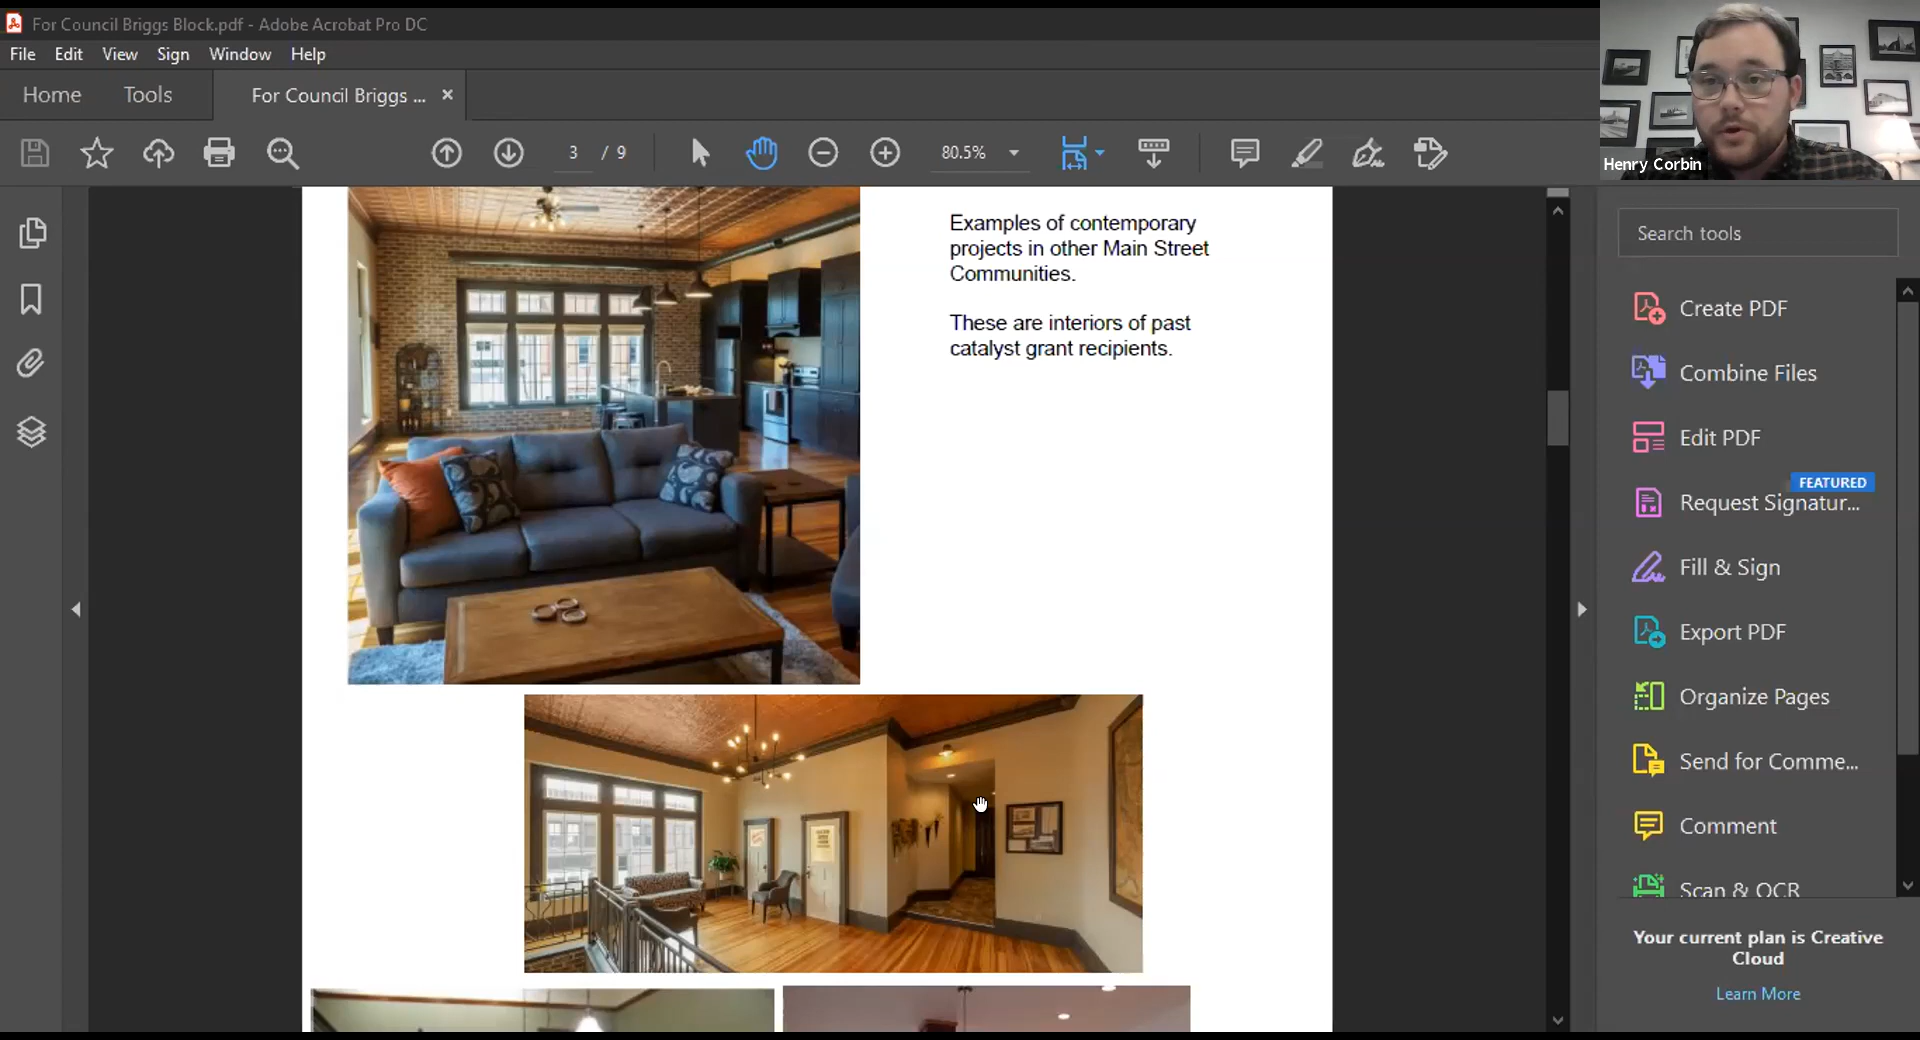 For Council Briggs Block.pdf - Adobe Acrobat Pro DC
File Edit View Sign Window Help
Home Tools For Council Briggs ... ×
3 / 9 80.5%
Henry Corbin
Examples of contemporary
projects in other Main Street
Communities.
These are interiors of past
catalyst grant recipients.
Search tools
Create PDF
Combine Files
Edit PDF
FEATURED
Request Signatur...
Fill & Sign
Export PDF
Organize Pages
Send for Comme...
Comment
Scan & OCR
Your current plan is Creative
Cloud
Learn More